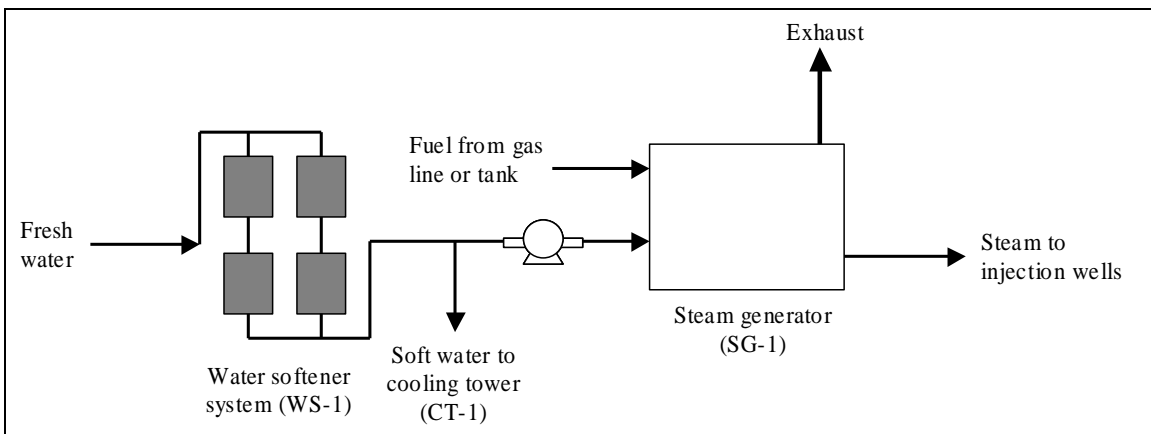 Exhaust
Fuel from gas
line or tank
Fresh
water
Steam to
injection wells
Steam generator
(SG-1)
Soft water to
cooling tower
(CT-1)
Water softener
system (WS-1)